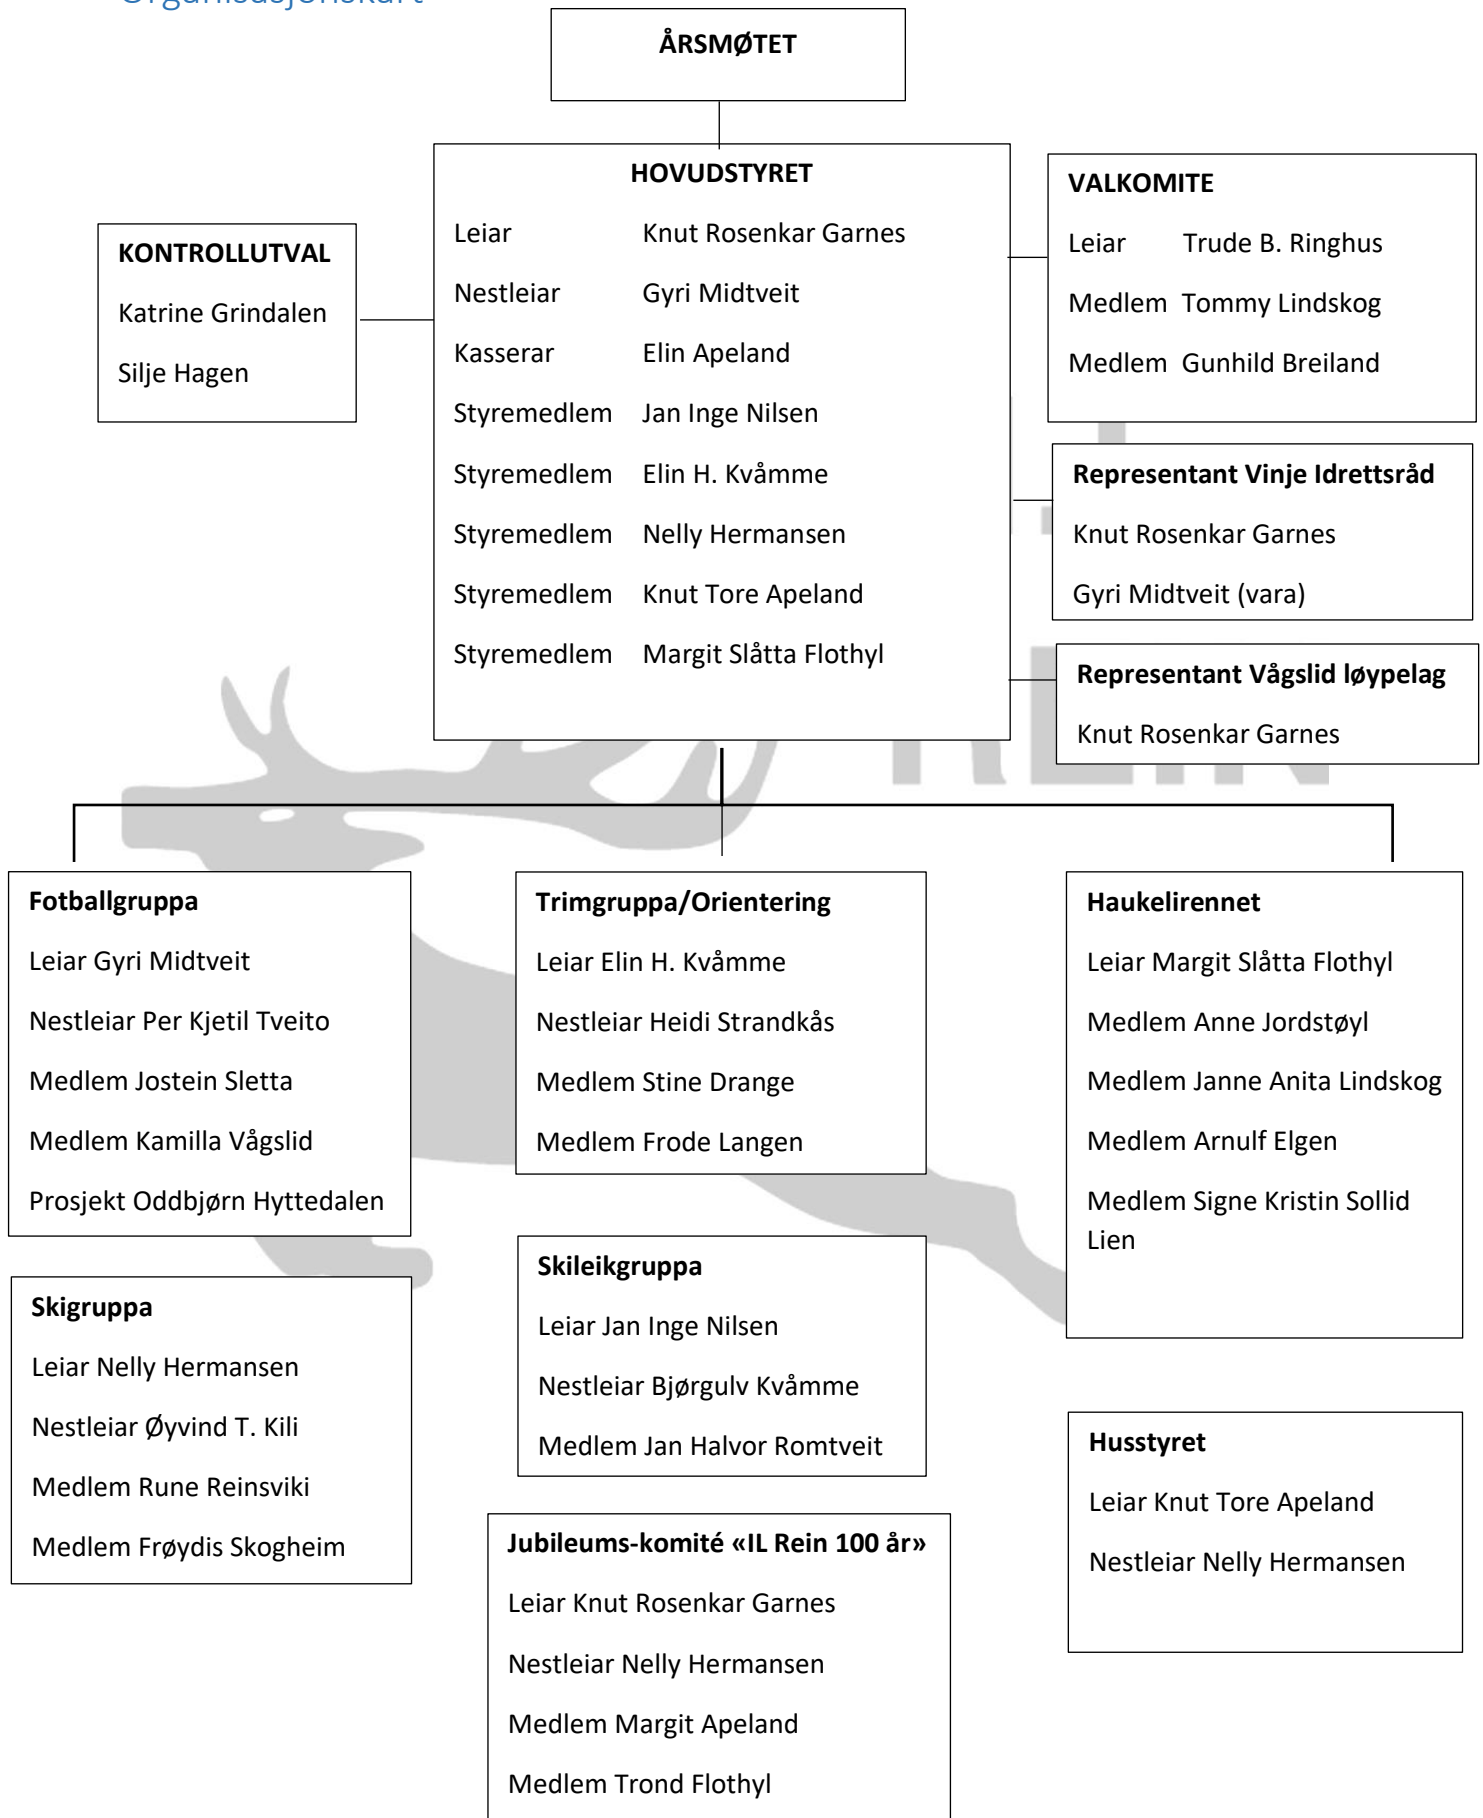 Organisasjonskart
ÅRSMØTET
HOVUDSTYRET
Leiar Knut Rosenkar Garnes
Nestleiar Gyri Midtveit
Kasserar Elin Apeland
Styremedlem Jan Inge Nilsen
Styremedlem Elin H. Kvåmme
Styremedlem Nelly Hermansen
Styremedlem Knut Tore Apeland
Styremedlem Margit Slåtta Flothyl
KONTROLLUTVAL
Katrine Grindalen
Silje Hagen
VALKOMITE
Leiar Trude B. Ringhus
Medlem Tommy Lindskog
Medlem Gunhild Breiland
Representant Vinje Idrettsråd
Knut Rosenkar Garnes
Gyri Midtveit (vara)
Representant Vågslid løypelag
Knut Rosenkar Garnes
REIN
Fotballgruppa
Leiar Gyri Midtveit
Nestleiar Per Kjetil Tveito
Medlem Jostein Sletta
Medlem Kamilla Vågslid
Prosjekt Oddbjørn Hyttedalen
Trimgruppa/Orientering
Leiar Elin H. Kvåmme
Nestleiar Heidi Strandkås
Medlem Stine Drange
Medlem Frode Langen
Haukelirennet
Leiar Margit Slåtta Flothyl
Medlem Anne Jordstøyl
Medlem Janne Anita Lindskog
Medlem Arnulf Elgen
Medlem Signe Kristin Sollid
Lien
Skigruppa
Leiar Nelly Hermansen
Nestleiar Øyvind T. Kili
Medlem Rune Reinsviki
Medlem Frøydis Skogheim
Skileikgruppa
Leiar Jan Inge Nilsen
Nestleiar Bjørgulv Kvåmme
Medlem Jan Halvor Romtveit
Husstyret
Leiar Knut Tore Apeland
Nestleiar Nelly Hermansen
Jubileums-komité «IL Rein 100 år»
Leiar Knut Rosenkar Garnes
Nestleiar Nelly Hermansen
Medlem Margit Apeland
Medlem Trond Flothyl